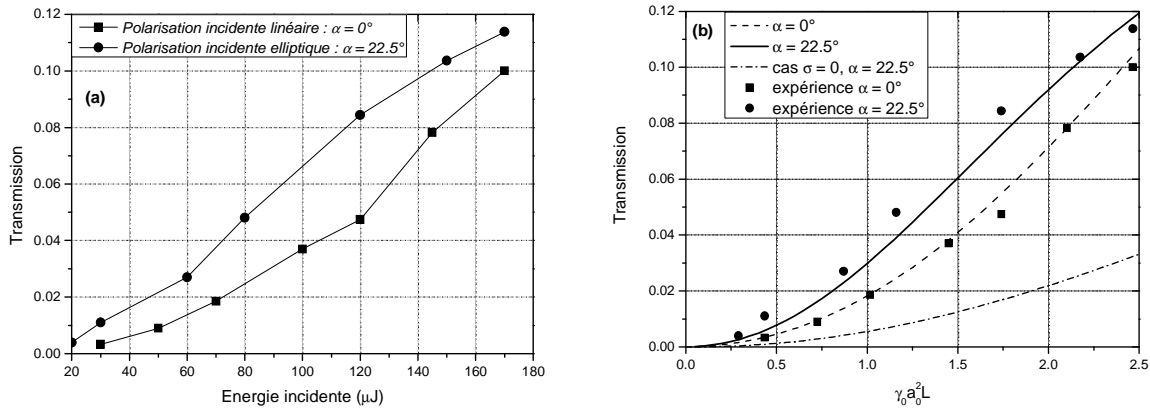 Polarisation incidente linéaire : α = 0°
Polarisation incidente elliptique : α = 22.5°
(a)
Transmission
0.12
0.10
0.08
0.06
0.04
0.02
0.00
20 40 60 80 100 120 140 160 180
Energie incidente (μJ)
(b)
α = 0°
α = 22.5°
cas σ = 0, α = 22.5°
expérience α = 0°
expérience α = 22.5°
Transmission
0.12
0.10
0.08
0.06
0.04
0.02
0.00
0.0 0.5 1.0 1.5 2.0 2.5
γ₀a₀²L